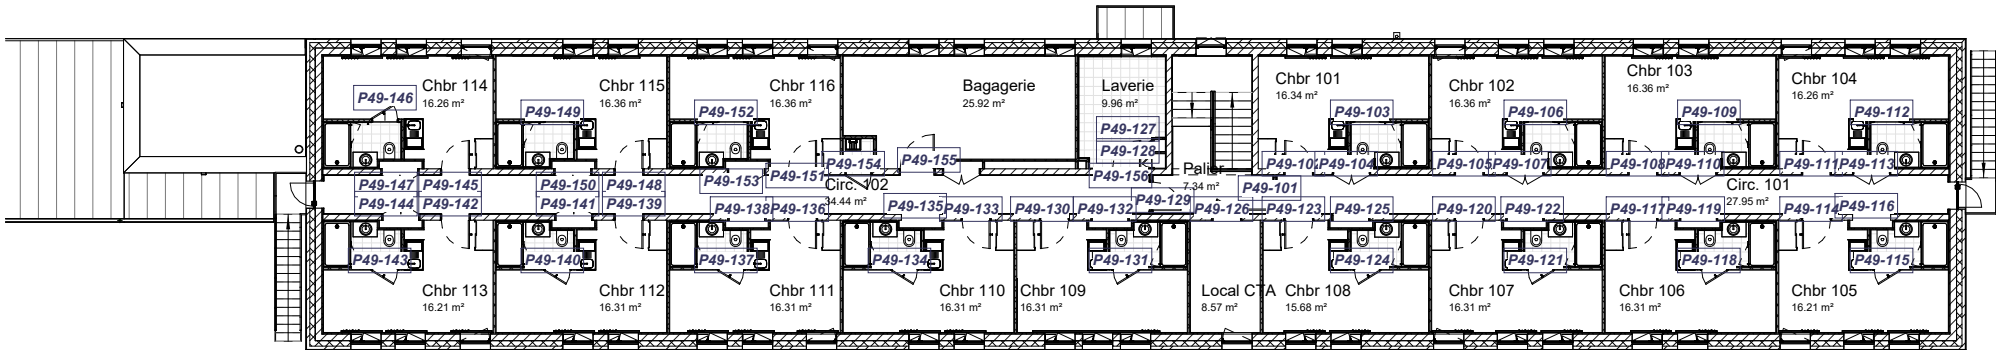 Chbr 114
16.26 m²
Chbr 115
16.36 m²
Chbr 116
16.36 m²
Bagagerie
25.92 m²
Laverie
9.96 m²
Chbr 101
16.34 m²
Chbr 102
16.36 m²
Chbr 103
16.36 m²
Chbr 104
16.26 m²
P49-146
P49-149
P49-152
P49-127
P49-128
P49-103
P49-106
P49-109
P49-112
P49-147
P49-145
P49-150
P49-148
P49-153
P49-151
P49-154
P49-155
P49-156
Palier
7.34 m²
P49-104
P49-105
P49-107
P49-108
P49-110
P49-111
P49-113
P49-144
P49-142
P49-141
P49-139
P49-138
P49-136
Circ. 102
34.44 m²
P49-135
P49-133
P49-130
P49-132
P49-129
P49-126
P49-101
P49-123
P49-125
P49-120
P49-122
P49-117
P49-119
Circ. 101
27.95 m²
P49-114
P49-116
P49-143
P49-140
P49-137
P49-134
P49-131
P49-124
P49-121
P49-118
P49-115
Chbr 113
16.21 m²
Chbr 112
16.31 m²
Chbr 111
16.31 m²
Chbr 110
16.31 m²
Chbr 109
16.31 m²
Local CTA
8.57 m²
Chbr 108
15.68 m²
Chbr 107
16.31 m²
Chbr 106
16.31 m²
Chbr 105
16.21 m²